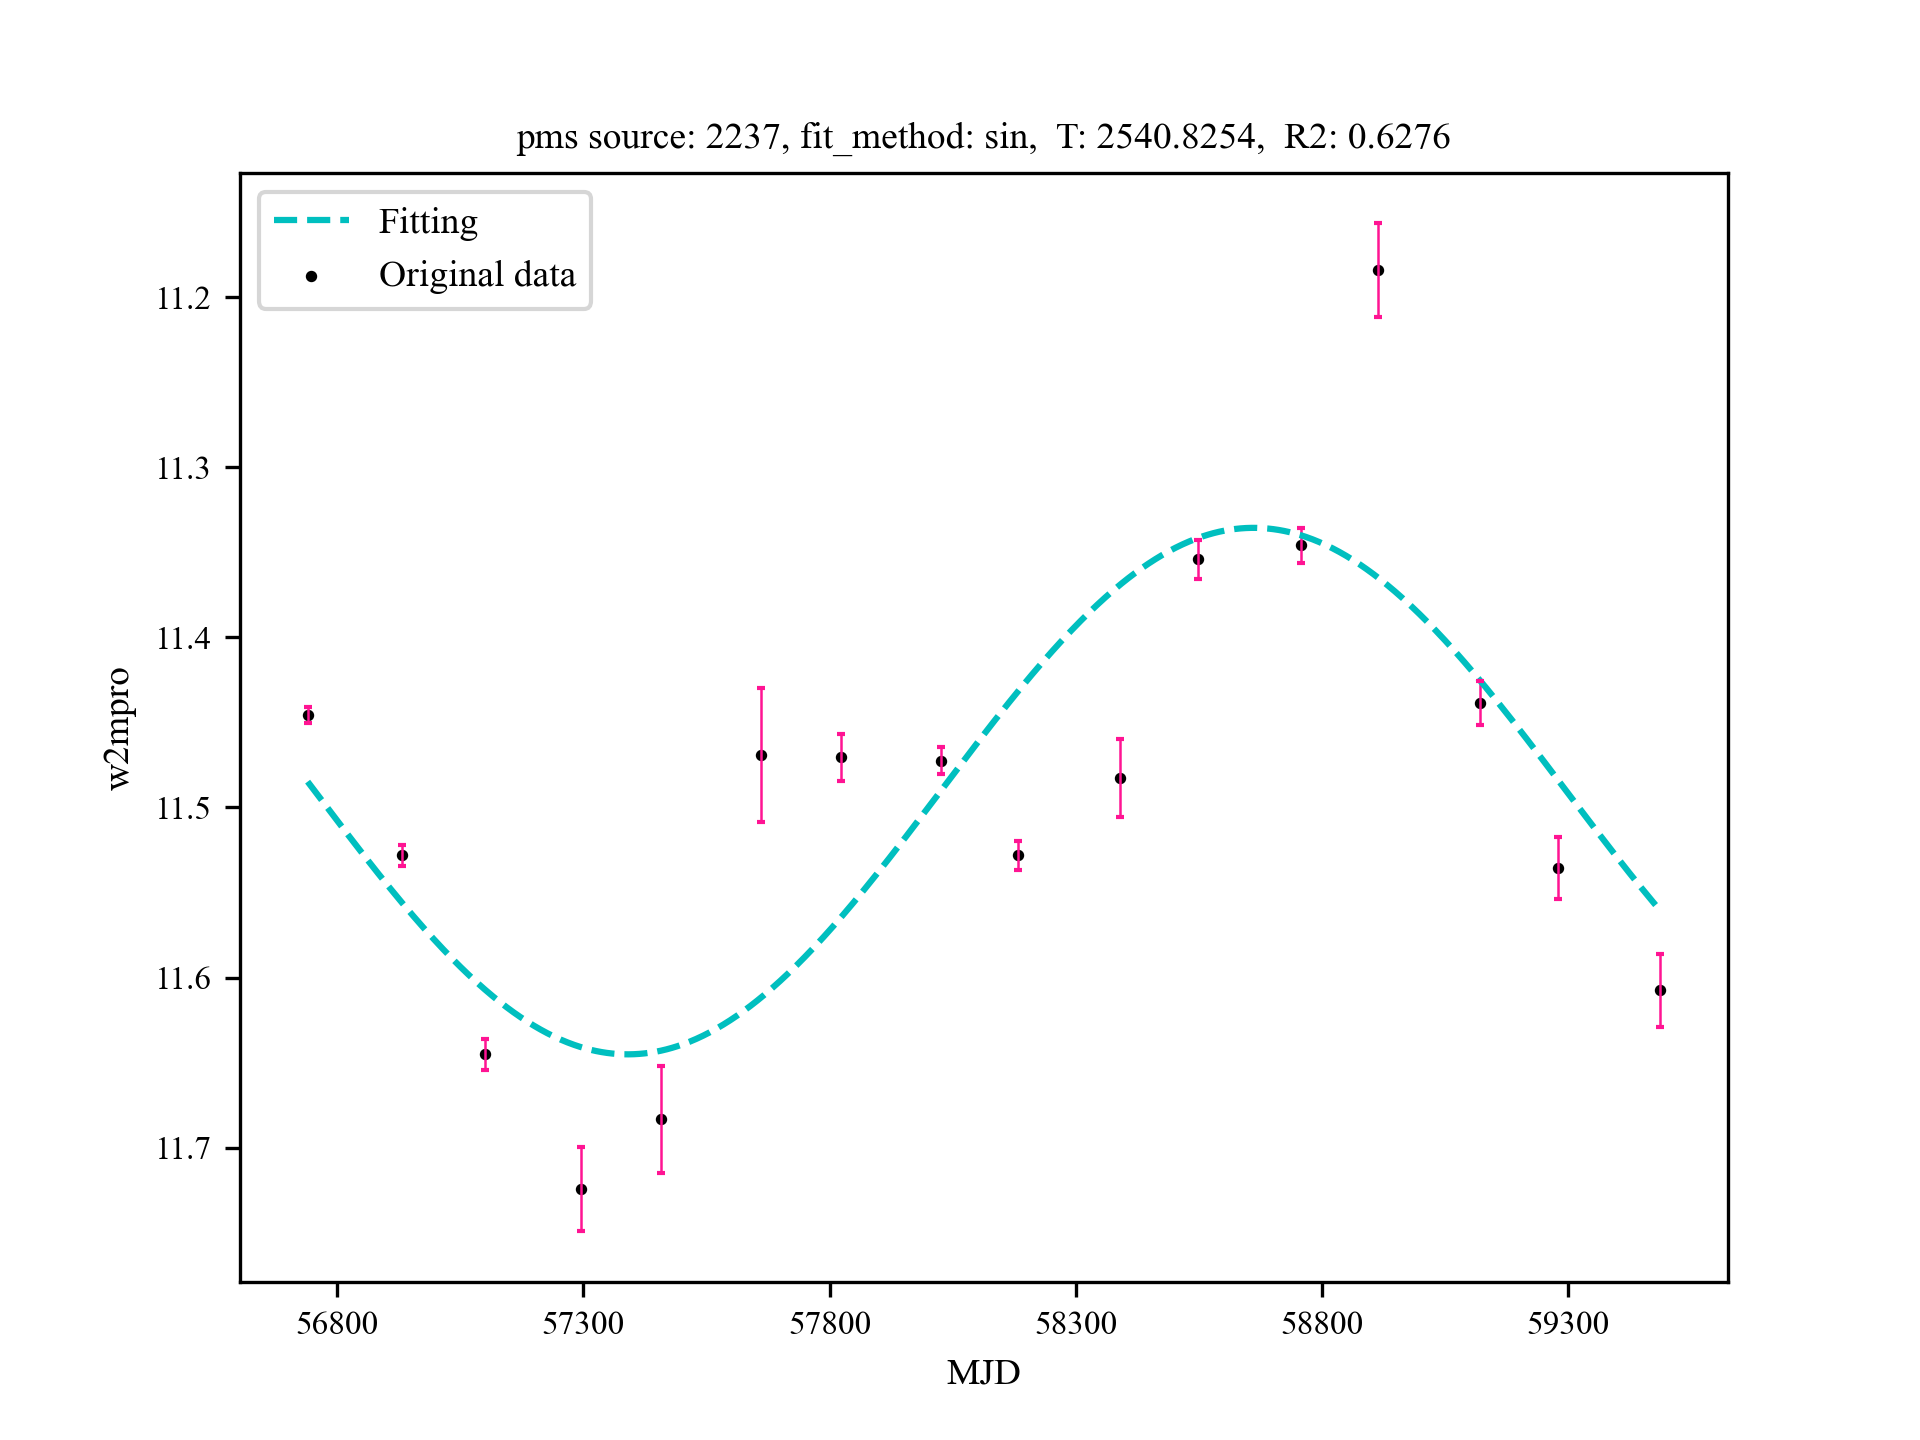 pms source: 2237, fit_method: sin,  T: 2540.8254,  R2: 0.6276
Fitting
Original data
11.2
11.3
11.4
11.5
11.6
11.7
w2mpro
56800
57300
57800
58300
58800
59300
MJD